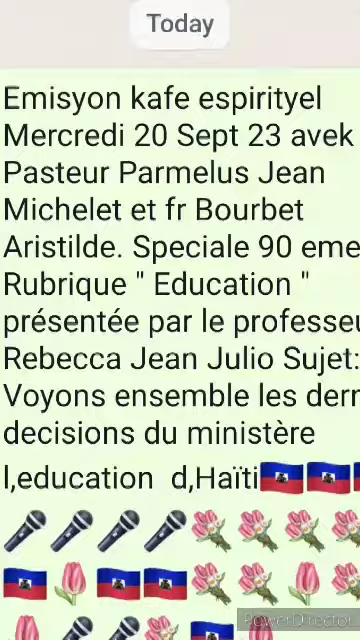 Today
Emisyon kafe espirityel
Mercredi 20 Sept 23 avek
Pasteur Parmelus Jean
Michelet et fr Bourbet
Aristilde. Speciale 90 eme
Rubrique " Education "
présentée par le professeu
Rebecca Jean Julio Sujet:
Voyons ensemble les derr
decisions du ministère
l,education d,Haïti
PowerDirector